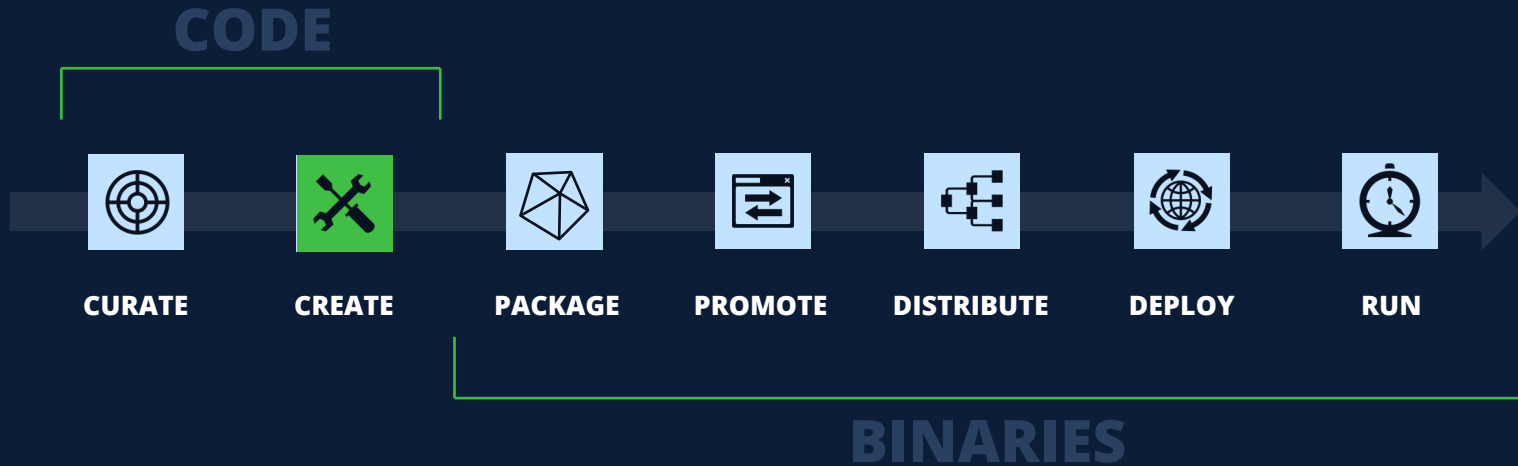 CODE
CURATE CREATE PACKAGE PROMOTE DISTRIBUTE DEPLOY RUN
BINARIES